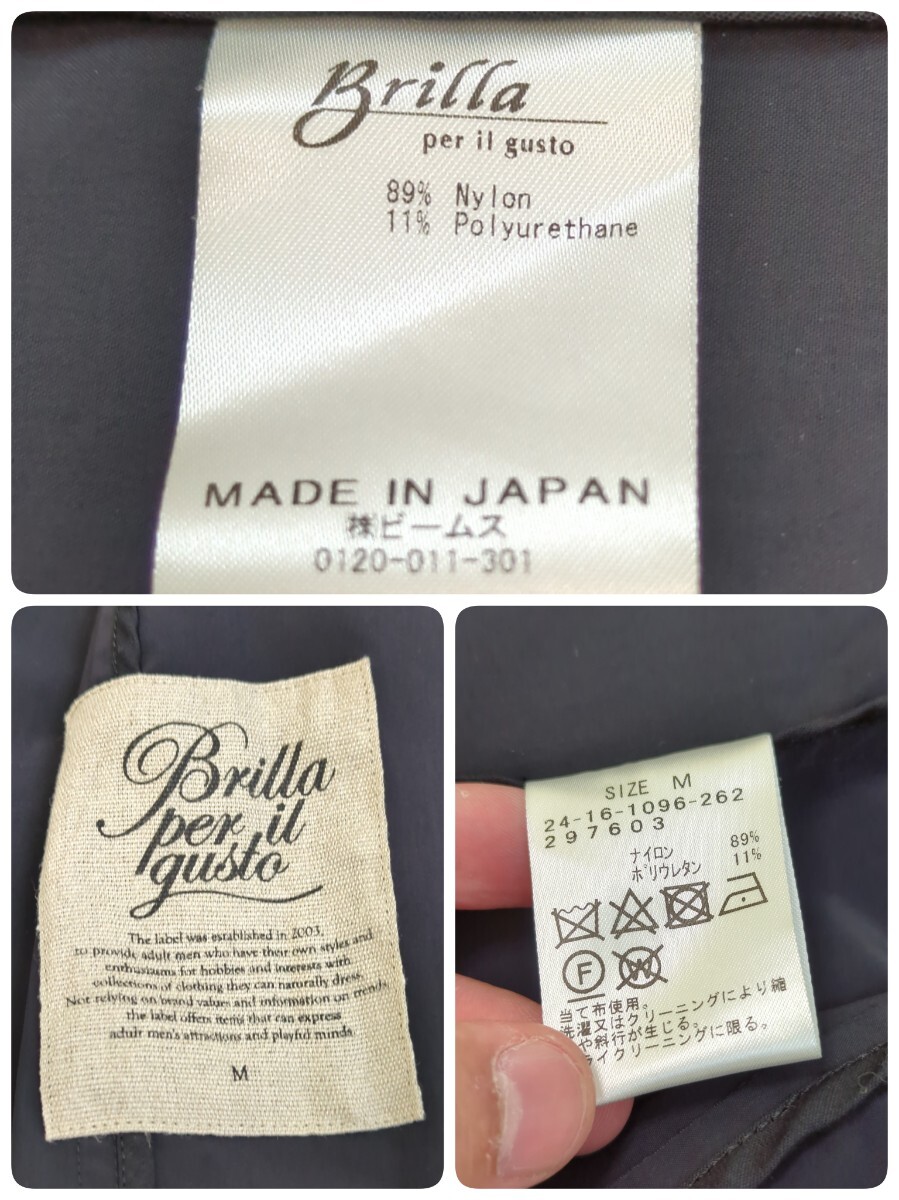 Brilla
per il gusto
89% Nylon
11% Polyurethane
MADE IN JAPAN
㈱ビームス
0120-011-301
Brilla
per il
gusto
The label was established in 2003,
to provide adult men who have their own styles and
enthusiasms for hobbies and interests with
collections of clothing they can naturally dress.
Not relying on brand values and information on trends,
the label offers items that can express
adult men's attractions and playful minds.
M
SIZE M
24-16-1096-262
297603
ナイロン 89%
ポリウレタン 11%
F W
当て布使用。
洗濯又はクリーニングにより縮
や斜行が生じる。
ライクリーニングに限る。